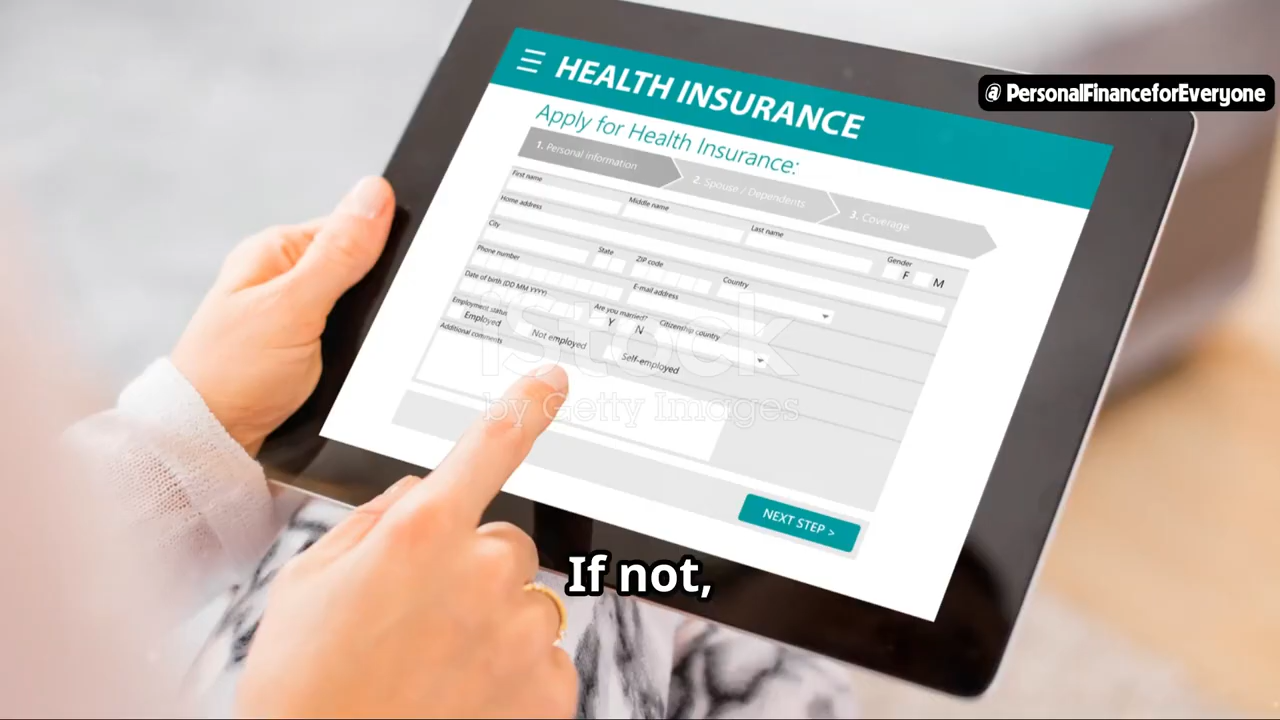 HEALTH INSURANCE
@ PersonalFinanceforEveryone
Apply for Health Insurance:
1. Personal information
2. Spouse / Dependents
3. Coverage
First name
Middle name
Last name
Gender
F
M
Home address
City
State
ZIP code
Country
Phone number
E-mail address
Date of birth (DD MM YYYY)
Are you married?
Y
N
Citizenship country
Employment status
Employed
Not employed
Self-employed
Additional comments
iStock
by Getty Images
NEXT STEP >
If not,